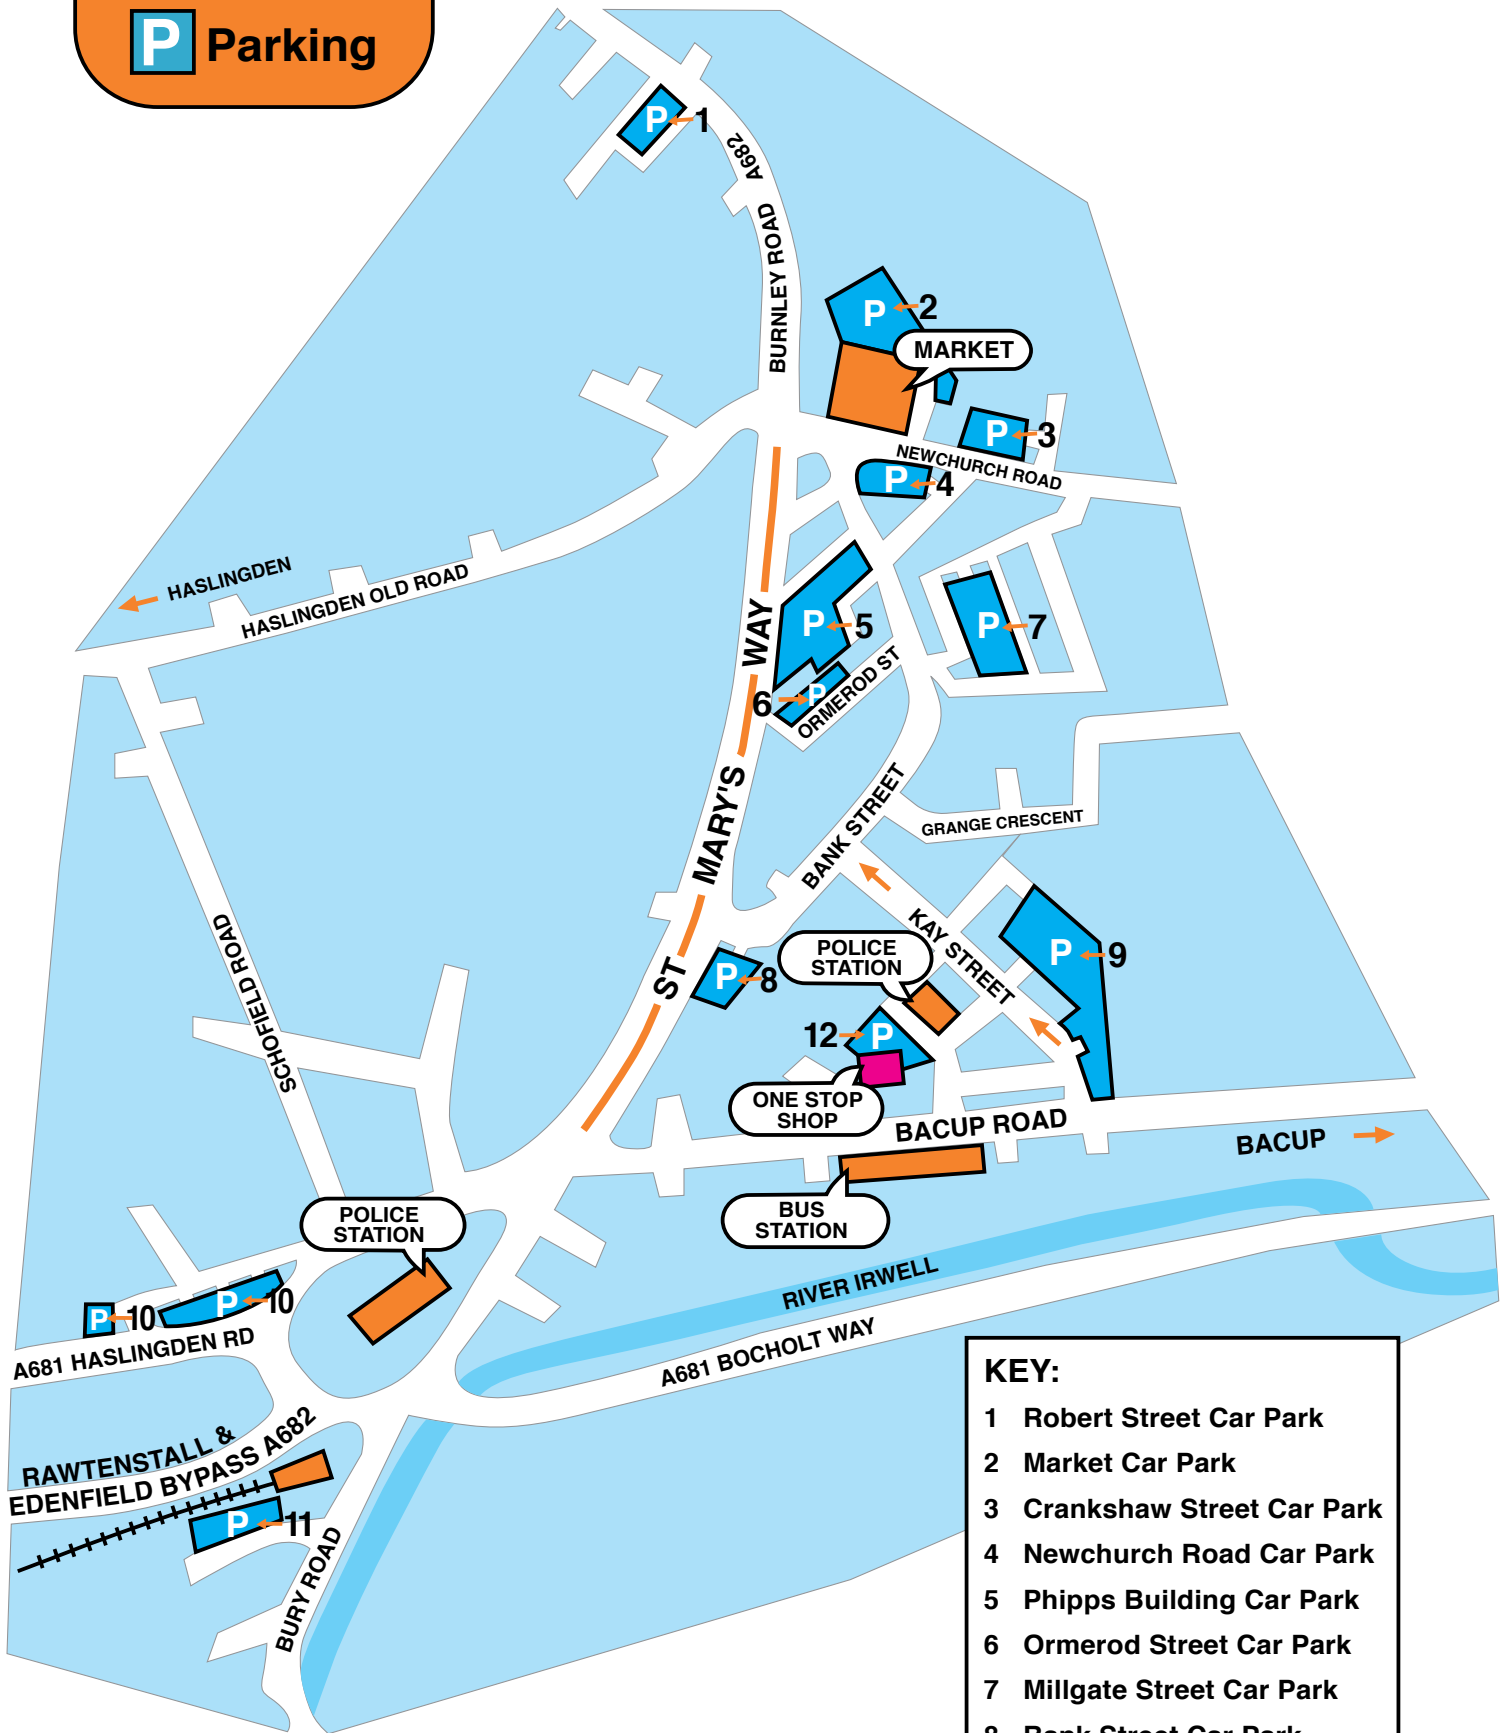 P Parking
P 1
A682
BURNLEY ROAD
P 2
MARKET
P 3
NEWCHURCH ROAD
P 4
HASLINGDEN
HASLINGDEN OLD ROAD
P 5
P 7
6 P
ORMEROD ST
ST MARY'S WAY
BANK STREET
GRANGE CRESCENT
KAY STREET
P 9
POLICE
STATION
P 8
12 P
SCHOFIELD ROAD
ONE STOP
SHOP
BACUP ROAD
BACUP
BUS
STATION
POLICE
STATION
RIVER IRWELL
P 10
P 10
A681 HASLINGDEN RD
A681 BOCHOLT WAY
RAWTENSTALL &
EDENFIELD BYPASS A682
P 11
BURY ROAD
KEY:
1 Robert Street Car Park
2 Market Car Park
3 Crankshaw Street Car Park
4 Newchurch Road Car Park
5 Phipps Building Car Park
6 Ormerod Street Car Park
7 Millgate Street Car Park
8 Bank Street Car Park